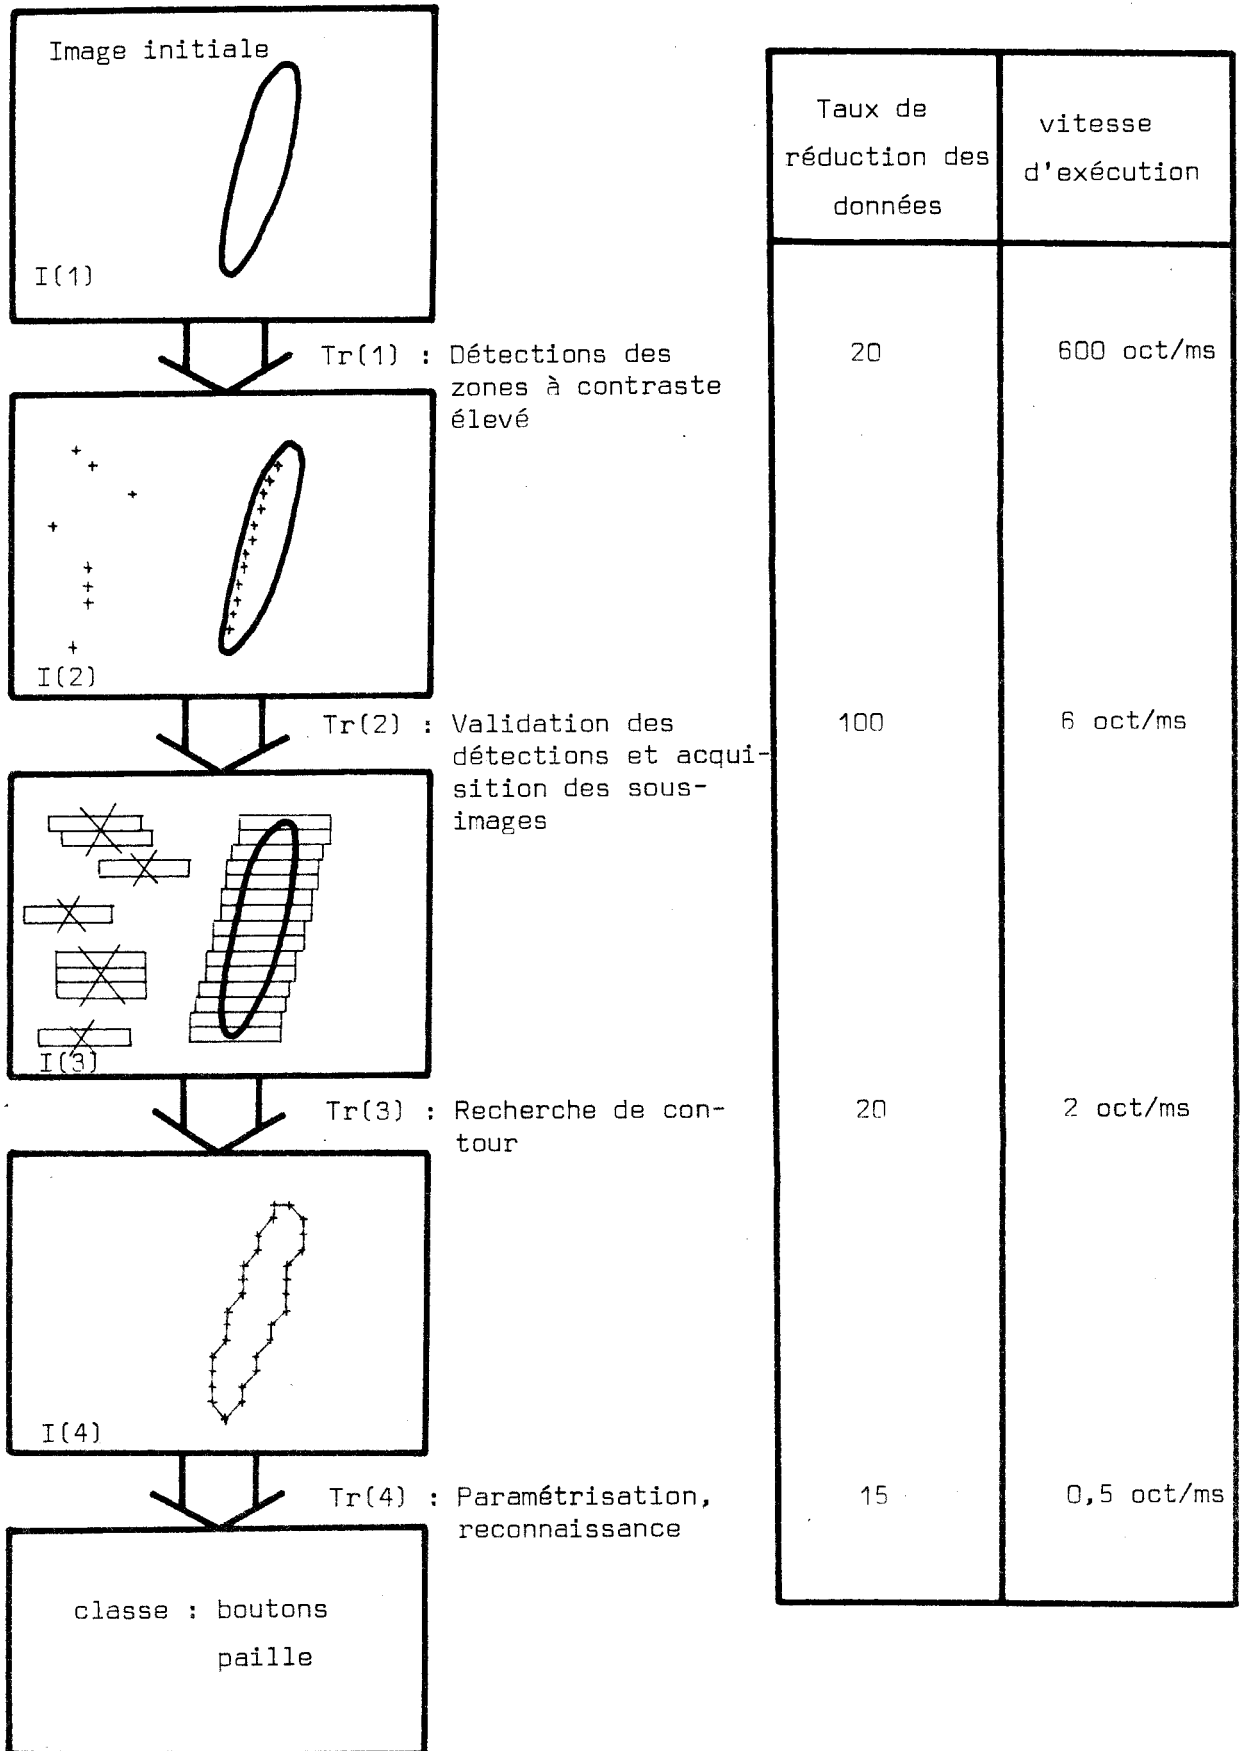 Image initiale
I(1)
Taux de
réduction des
données
vitesse
d'exécution
Tr(1) : Détections des
zones à contraste
élevé
20
600 oct/ms
I(2)
Tr(2) : Validation des
détections et acqui-
sition des sous-
images
100
6 oct/ms
I(3)
Tr(3) : Recherche de con-
tour
20
2 oct/ms
I(4)
Tr(4) : Paramétrisation,
reconnaissance
15
0,5 oct/ms
classe : boutons
paille